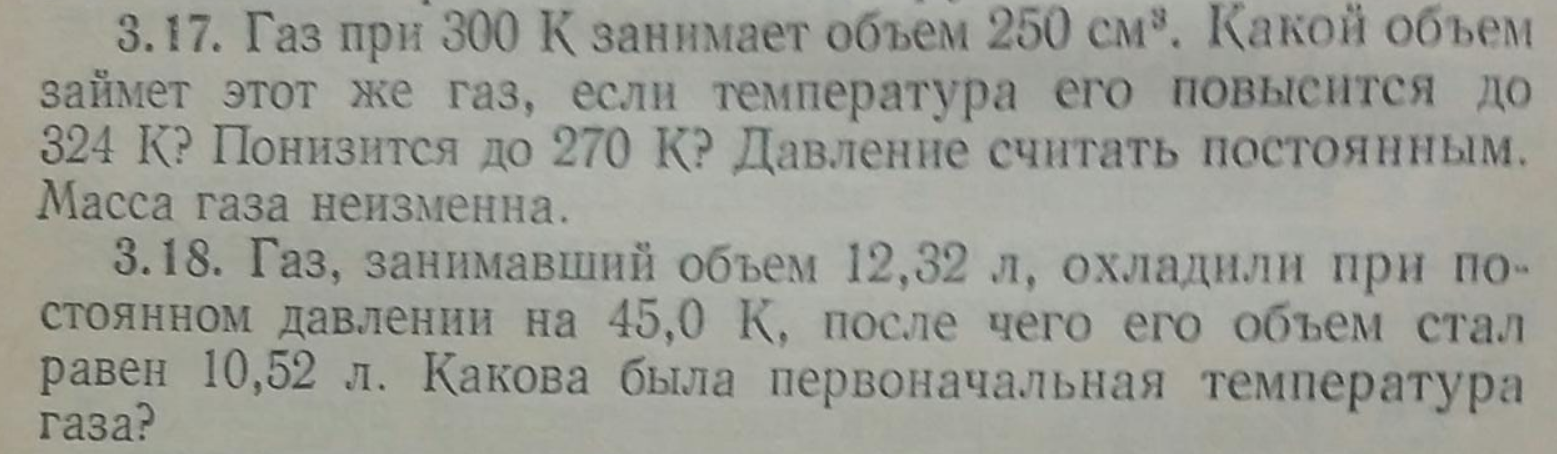 3.17. Газ при 300 К занимает объем 250 см³. Какой объем
займет этот же газ, если температура его повысится до
324 К? Понизится до 270 К? Давление считать постоянным.
Масса газа неизменна.
3.18. Газ, занимавший объем 12,32 л, охладили при по-
стоянном давлении на 45,0 К, после чего его объем стал
равен 10,52 л. Какова была первоначальная температура
газа?